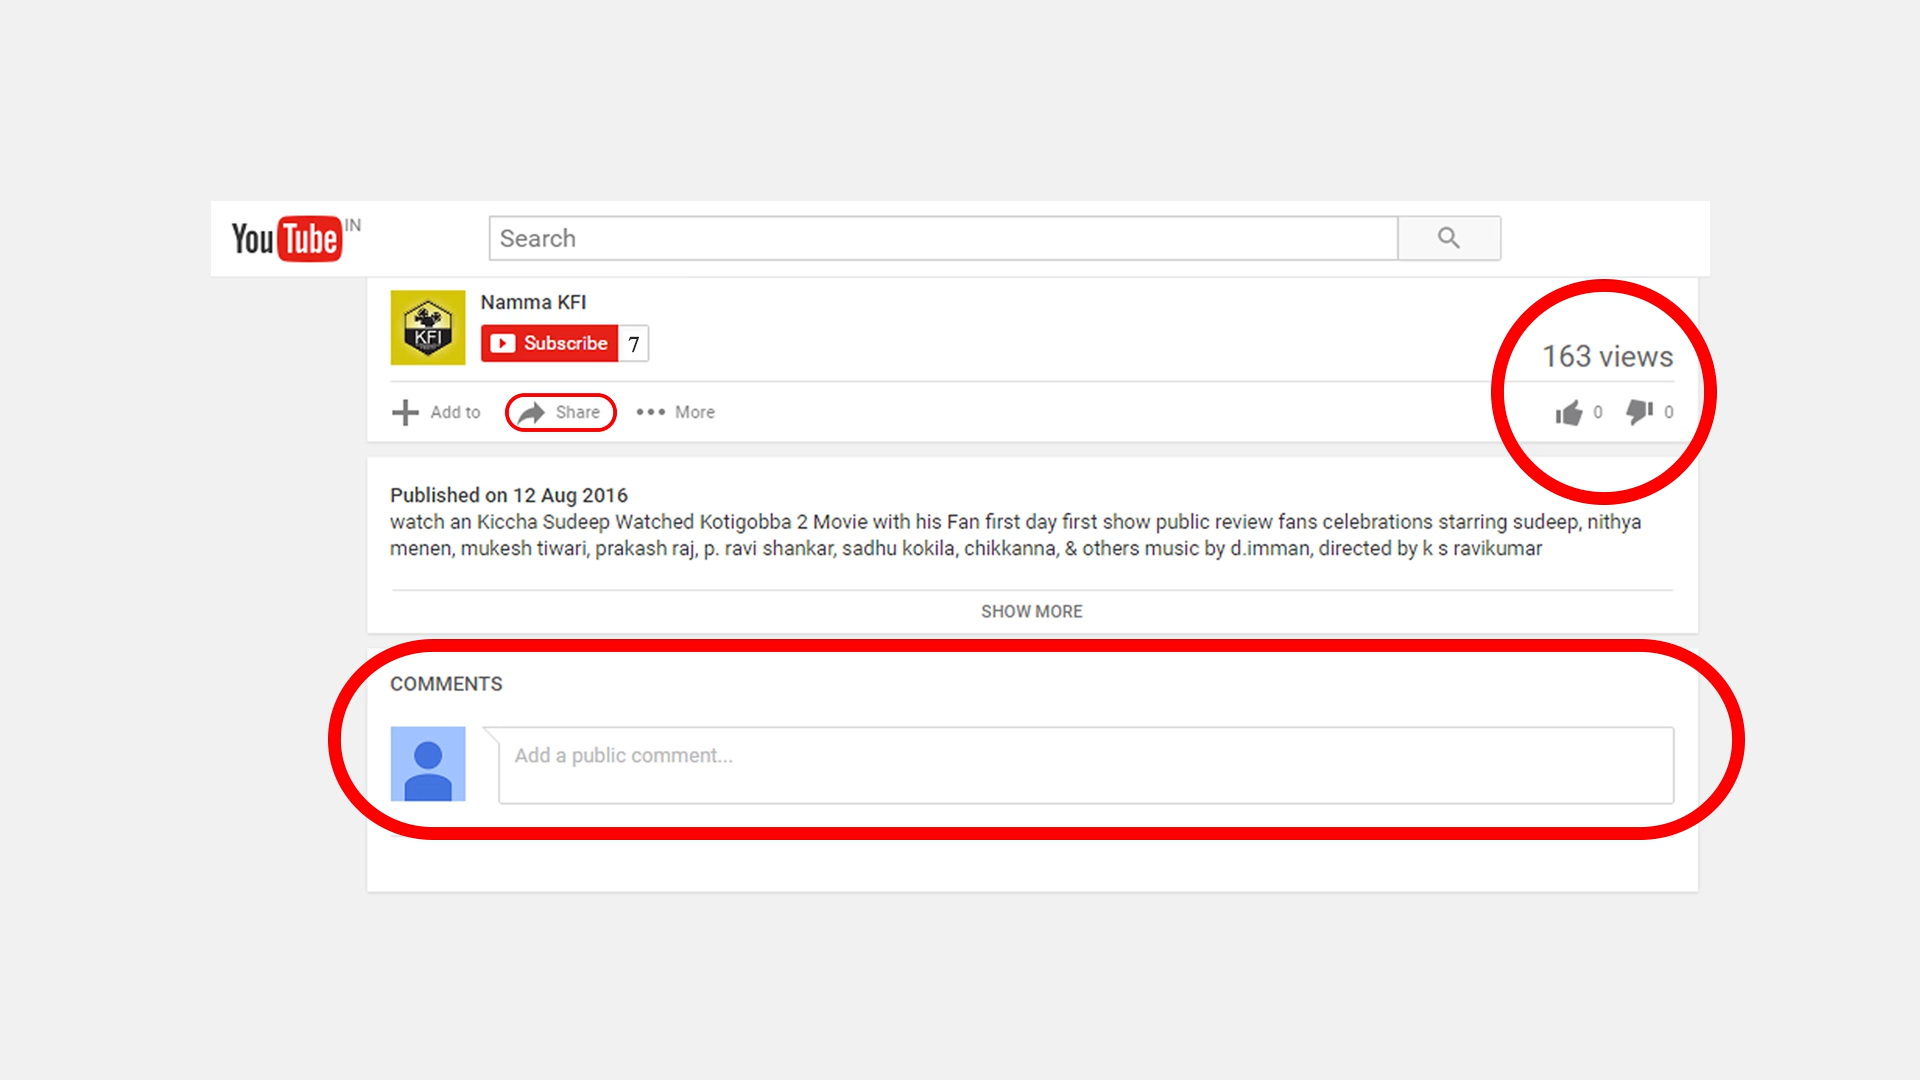 YouTube IN
Search
Namma KFI
KFI
Subscribe 7
163 views
Add to Share More
0 0
Published on 12 Aug 2016
watch an Kiccha Sudeep Watched Kotigobba 2 Movie with his Fan first day first show public review fans celebrations starring sudeep, nithya
menen, mukesh tiwari, prakash raj, p. ravi shankar, sadhu kokila, chikkanna, & others music by d.imman, directed by k s ravikumar
SHOW MORE
COMMENTS
Add a public comment...